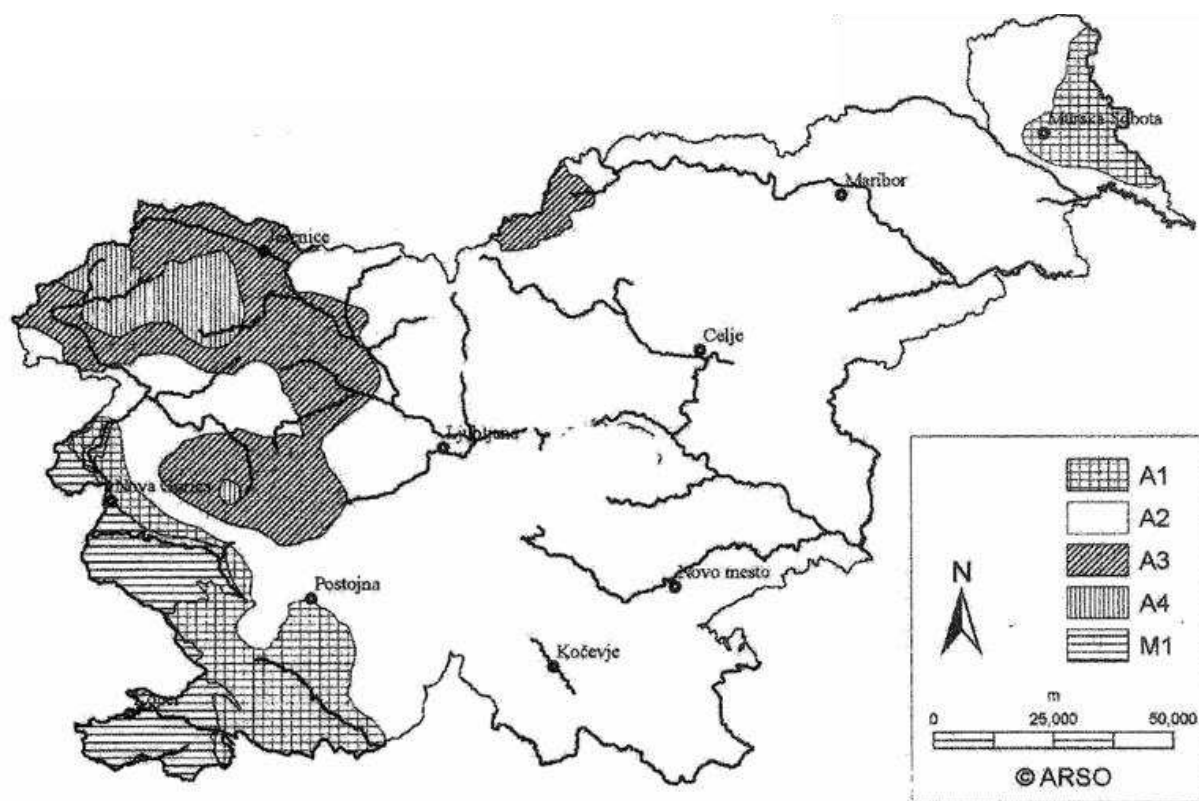 Murska Sobota
Maribor
Jesenice
Celje
Ljubljana
Nova Gorica
Postojna
Novo mesto
Kočevje
A1
A2
A3
A4
M1
N
m
0 25,000 50,000
© ARSO